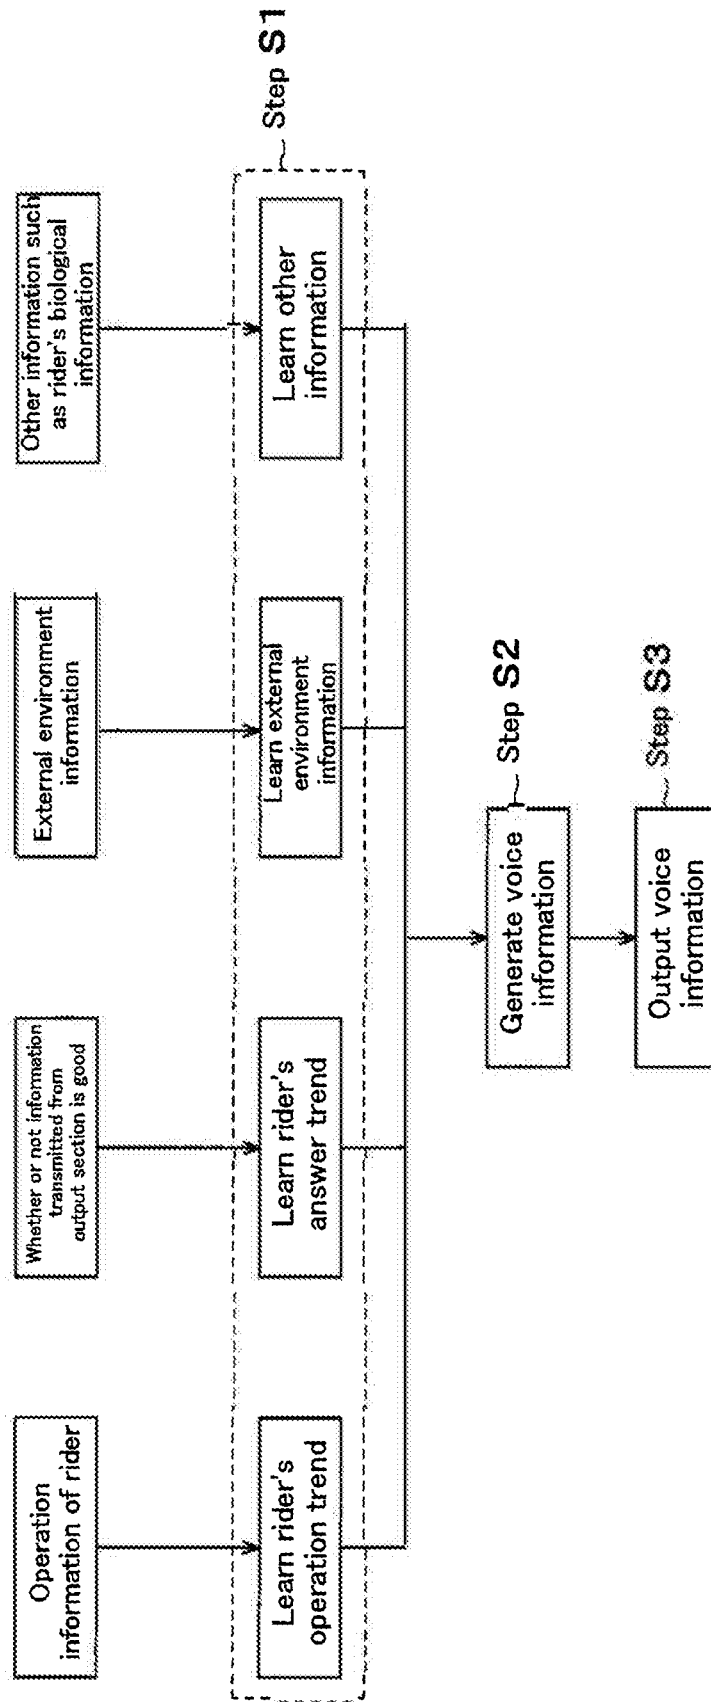 Operation
information of rider
Whether or not information
transmitted from
output section is good
External environment
information
Other information such
as rider's biological
information
Learn rider's
operation trend
Learn rider's
answer trend
Learn external
environment
information
Learn other
information
Step S1
Generate voice
information
Step S2
Output voice
information
Step S3